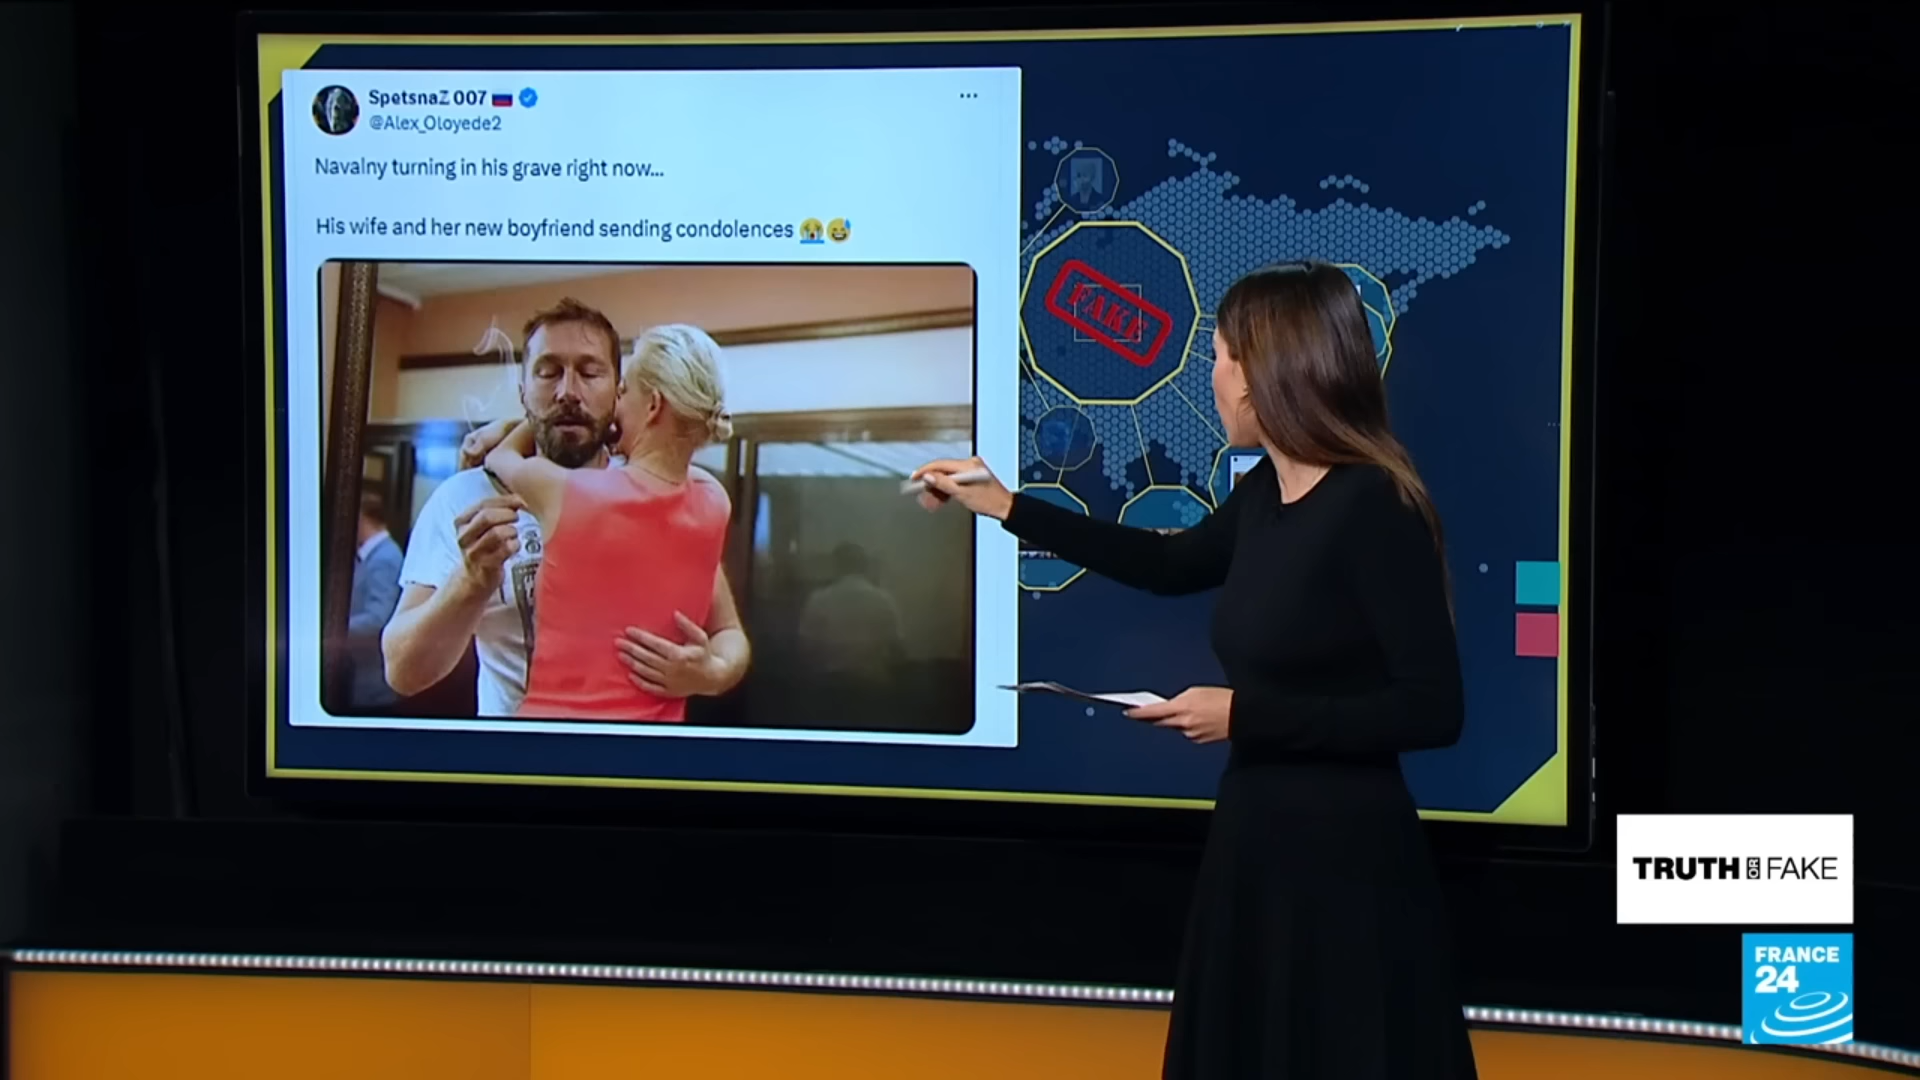 SpetsnaZ 007 🇷🇺
@Alex_Oloyede2
Navalny turning in his grave right now...
His wife and her new boyfriend sending condolences 😭😅
FAKE
TRUTH OR FAKE
FRANCE
24